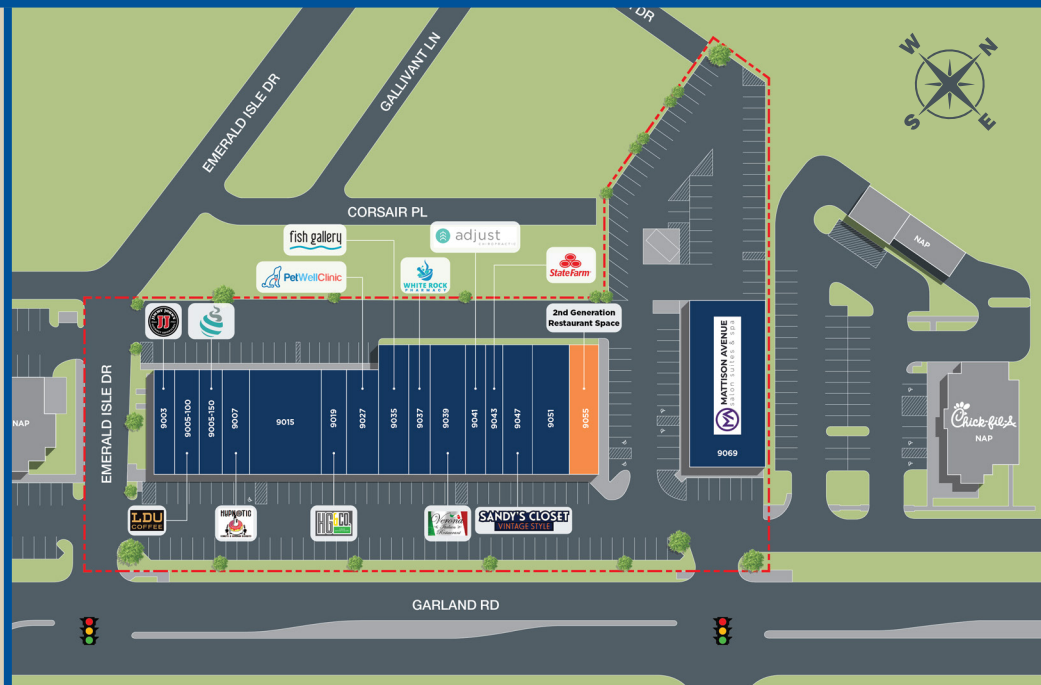 DR
W
N
S
E
EMERALD ISLE DR
GALLIVANT LN
CORSAIR PL
fish gallery
adjust
PetWellClinic
WHITE ROCK
PHARMACY
StateFarm
JJ
2nd Generation
Restaurant Space
NAP
EMERALD ISLE DR
9003
9005-100
9005-150
9007
9015
9019
9027
9035
9037
9039
9041
9043
9047
9051
9055
MATTISON AVENUE
salon suites & spa
9069
Chick-fil-A
NAP
NAP
LDU
COFFEE
HYPNOTIC
HG+CO.
Verona
SANDY'S CLOSET
VINTAGE STYLE
GARLAND RD